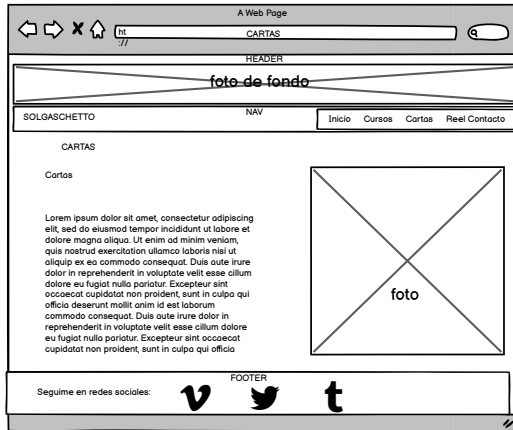 A Web Page
ht
://
CARTAS
HEADER
foto de fondo
SOLGASCHETTO
NAV
Inicio Cursos Cartas Reel Contacto
CARTAS
Cartas
Lorem ipsum dolor sit amet, consectetur adipiscing
elit, sed do eiusmod tempor incididunt ut labore et
dolore magna aliqua. Ut enim ad minim veniam,
quis nostrud exercitation ullamco laboris nisi ut
aliquip ex ea commodo consequat. Duis aute irure
dolor in reprehenderit in voluptate velit esse cillum
dolore eu fugiat nulla pariatur. Excepteur sint
occaecat cupidatat non proident, sunt in culpa qui
officia deserunt mollit anim id est laborum
commodo consequat. Duis aute irure dolor in
reprehenderit in voluptate velit esse cillum dolore
eu fugiat nulla pariatur. Excepteur sint occaecat
cupidatat non proident, sunt in culpa qui officia
foto
FOOTER
Seguime en redes sociales: